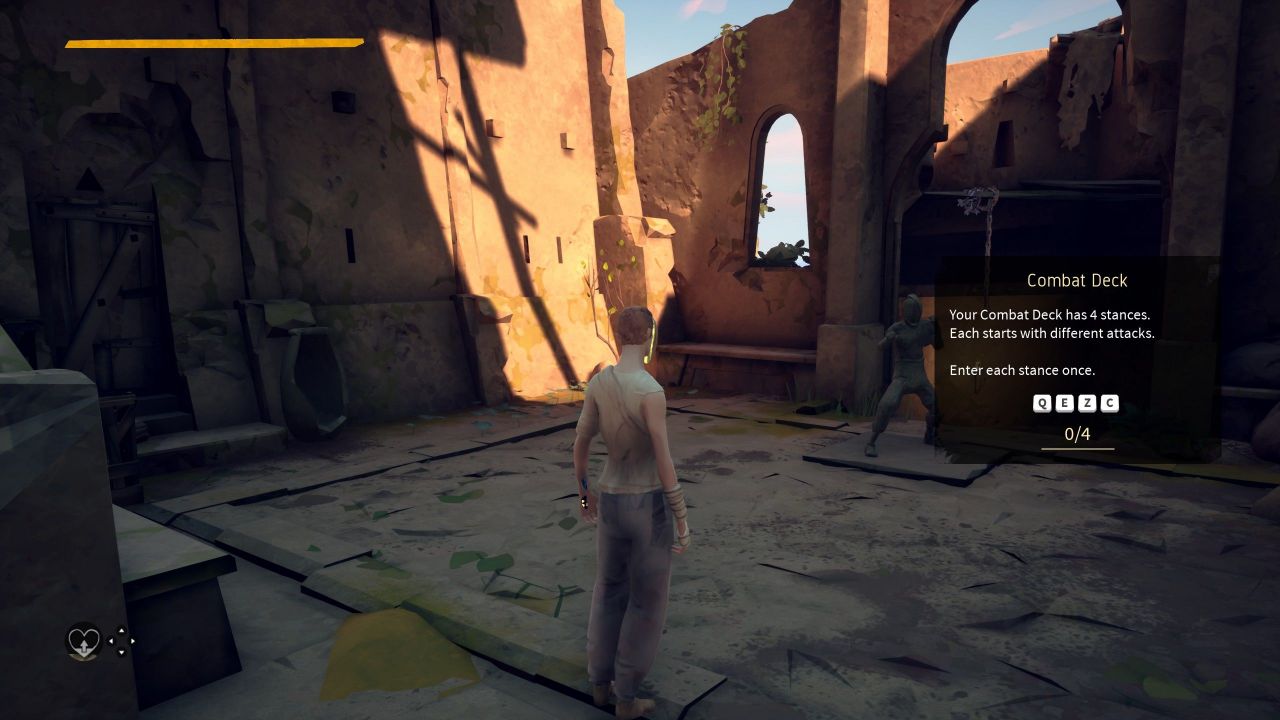 Combat Deck
Your Combat Deck has 4 stances.
Each starts with different attacks.
Enter each stance once.
Q E Z C
0/4